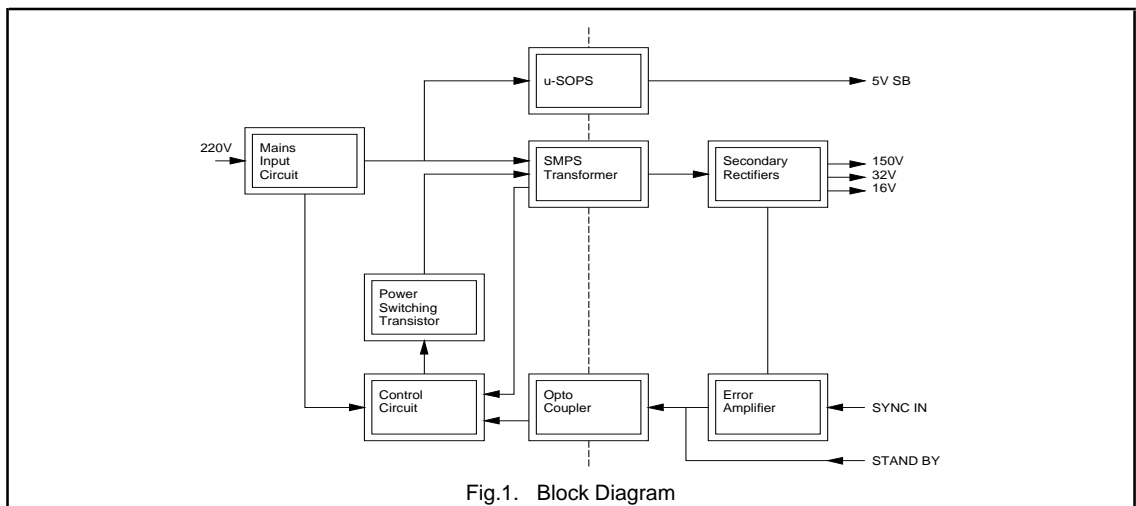 u-SOPS
5V SB
220V
Mains
Input
Circuit
SMPS
Transformer
Secondary
Rectifiers
150V
32V
16V
Power
Switching
Transistor
Control
Circuit
Opto
Coupler
Error
Amplifier
SYNC IN
STAND BY
Fig.1. Block Diagram